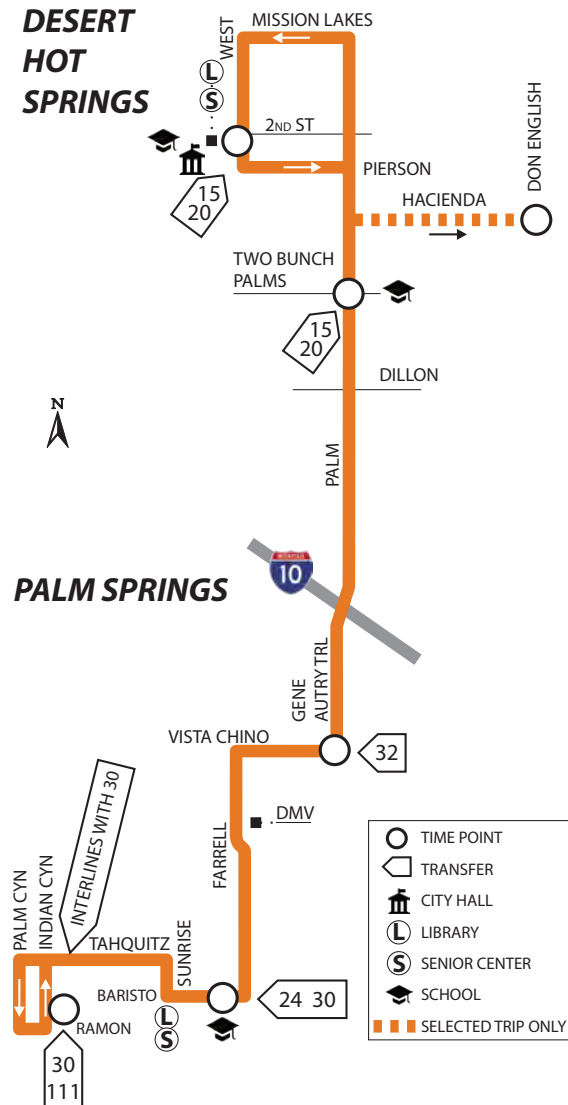 DESERT
HOT
SPRINGS
MISSION LAKES
WEST
L
S
2ND ST
PIERSON
15
20
HACIENDA
DON ENGLISH
TWO BUNCH
PALMS
15
20
DILLON
N
PALM
INTERSTATE
10
PALM SPRINGS
GENE
AUTRY TRL
VISTA CHINO
32
DMV
FARRELL
INTERLINES WITH 30
PALM CYN
INDIAN CYN
TAHQUITZ
SUNRISE
BARISTO
24 30
L
S
RAMON
30
111
TIME POINT
TRANSFER
CITY HALL
L LIBRARY
S SENIOR CENTER
SCHOOL
SELECTED TRIP ONLY